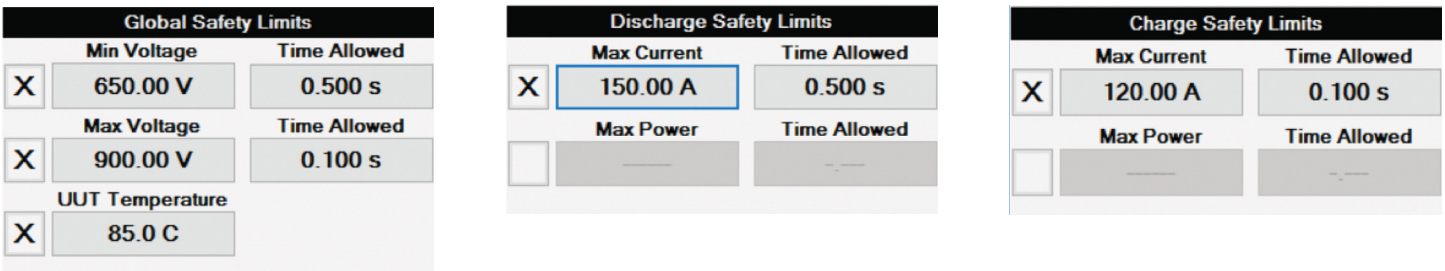 Global Safety Limits
Min Voltage Time Allowed
X 650.00 V 0.500 s
Max Voltage Time Allowed
X 900.00 V 0.100 s
UUT Temperature
X 85.0 C
Discharge Safety Limits
Max Current Time Allowed
X 150.00 A 0.500 s
Max Power Time Allowed
------ -.---
Charge Safety Limits
Max Current Time Allowed
X 120.00 A 0.100 s
Max Power Time Allowed
------ -.---